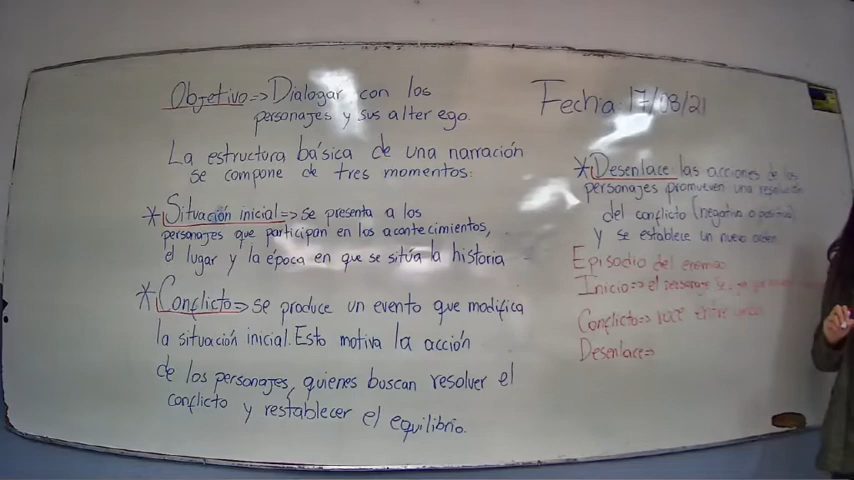 Objetivo => Dialogar con los
personajes y sus alter ego.
La estructura básica de una narración
se compone de tres momentos:
* Situación inicial => se presenta a los
personajes que participan en los acontecimientos,
el lugar y la época en que se sitúa la historia
* Conflicto => se produce un evento que modifica
la situación inicial. Esto motiva la acción
de los personajes, quienes buscan resolver el
conflicto y restablecer el equilibrio.
Fecha 17/08/21
* Desenlace las acciones de los
personajes promueven una resolución
del conflicto (negativa o positiva)
y se establece un nuevo orden
Episodio del
Inicio => el personaje
Conflicto => entre
Desenlace =>